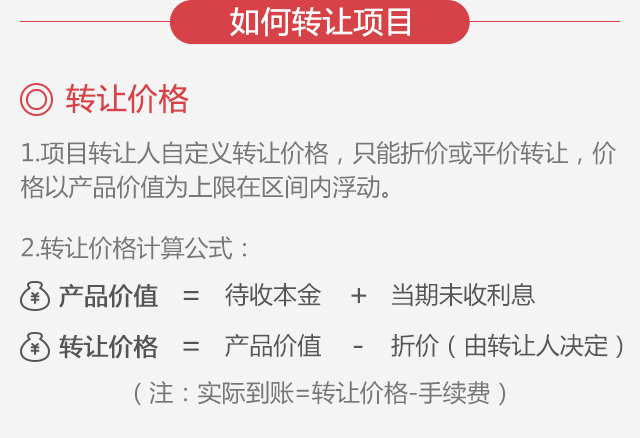 如何转让项目
转让价格
1.项目转让人自定义转让价格，只能折价或平价转让，价
格以产品价值为上限在区间内浮动。
2.转让价格计算公式：
产品价值 = 待收本金 + 当期未收利息
转让价格 = 产品价值 - 折价（由转让人决定）
（注：实际到账=转让价格-手续费）